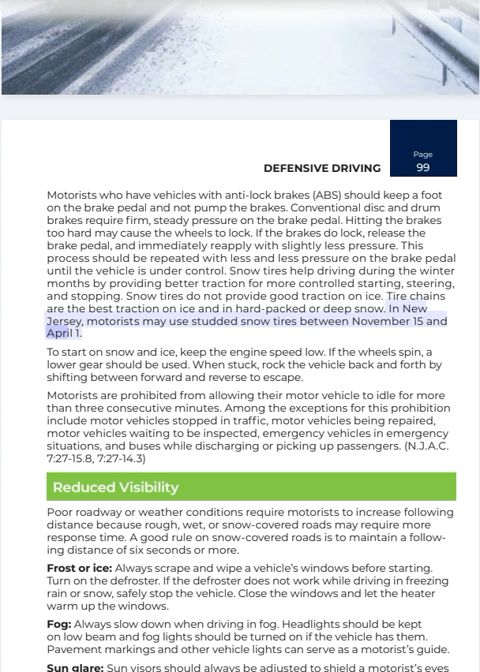 Page
DEFENSIVE DRIVING
99
Motorists who have vehicles with anti-lock brakes (ABS) should keep a foot
on the brake pedal and not pump the brakes. Conventional disc and drum
brakes require firm, steady pressure on the brake pedal. Hitting the brakes
too hard may cause the wheels to lock. If the brakes do lock, release the
brake pedal, and immediately reapply with slightly less pressure. This
process should be repeated with less and less pressure on the brake pedal
until the vehicle is under control. Snow tires help driving during the winter
months by providing better traction for more controlled starting, steering,
and stopping. Snow tires do not provide good traction on ice. Tire chains
are the best traction on ice and in hard-packed or deep snow. In New
Jersey, motorists may use studded snow tires between November 15 and
April 1.
To start on snow and ice, keep the engine speed low. If the wheels spin, a
lower gear should be used. When stuck, rock the vehicle back and forth by
shifting between forward and reverse to escape.
Motorists are prohibited from allowing their motor vehicle to idle for more
than three consecutive minutes. Among the exceptions for this prohibition
include motor vehicles stopped in traffic, motor vehicles being repaired,
motor vehicles waiting to be inspected, emergency vehicles in emergency
situations, and buses while discharging or picking up passengers. (N.J.A.C.
7:27-15.8, 7:27-14.3)
Reduced Visibility
Poor roadway or weather conditions require motorists to increase following
distance because rough, wet, or snow-covered roads may require more
response time. A good rule on snow-covered roads is to maintain a follow-
ing distance of six seconds or more.
Frost or ice: Always scrape and wipe a vehicle's windows before starting.
Turn on the defroster. If the defroster does not work while driving in freezing
rain or snow, safely stop the vehicle. Close the windows and let the heater
warm up the windows.
Fog: Always slow down when driving in fog. Headlights should be kept
on low beam and fog lights should be turned on if the vehicle has them.
Pavement markings and other vehicle lights can serve as a motorist's guide.
Sun glare: Sun visors should always be adjusted to shield a motorist's eyes